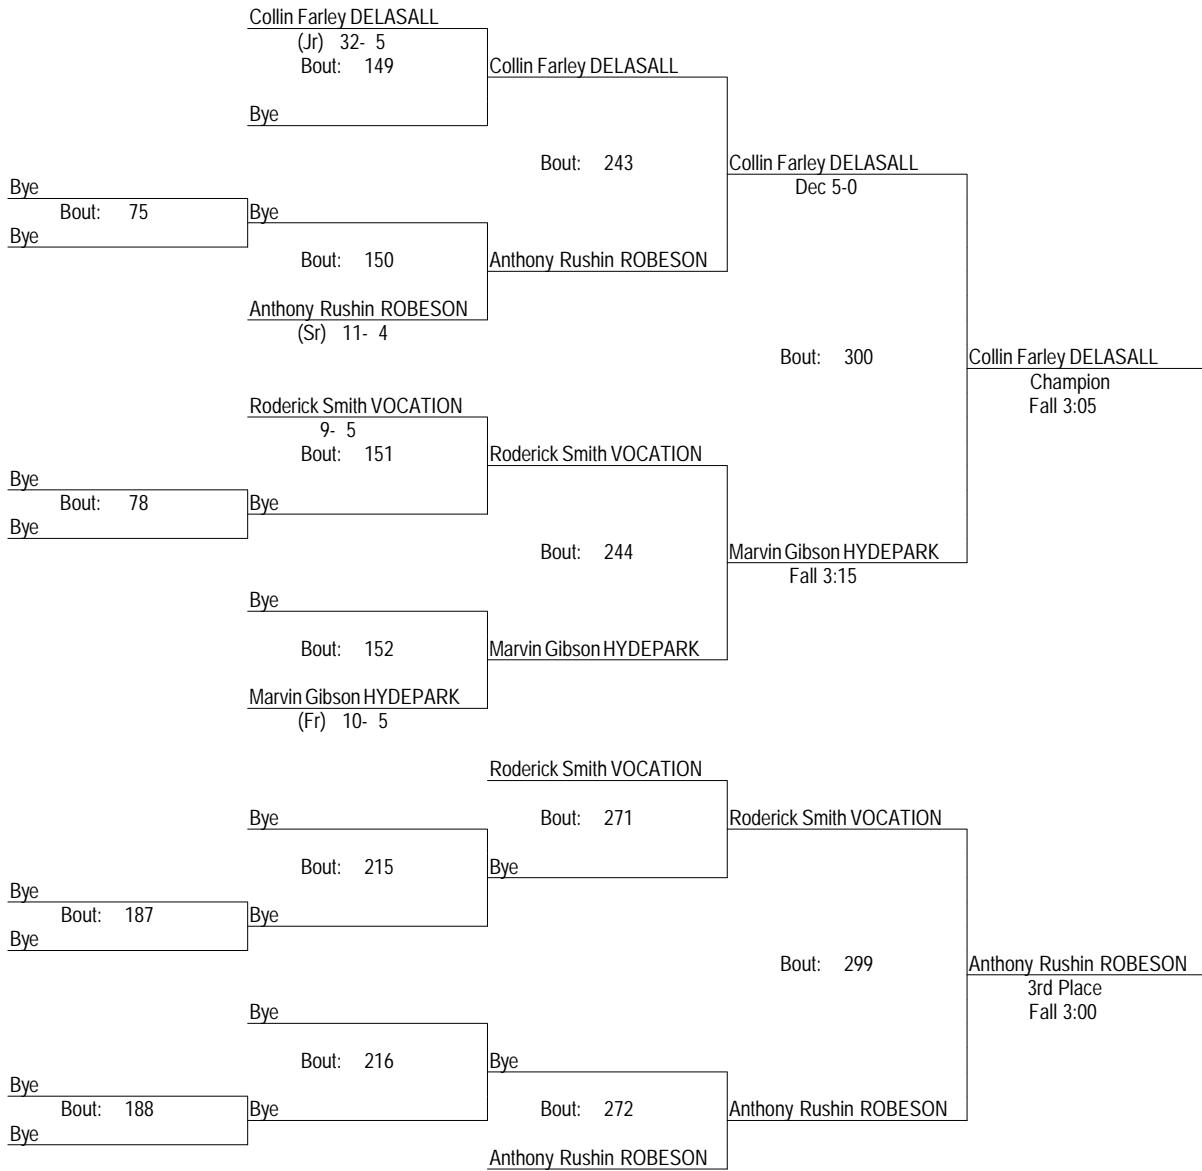 Collin Farley DELASALL
(Jr) 32- 5
Bout: 149
Collin Farley DELASALL
Bye
Bout: 243
Collin Farley DELASALL
Dec 5-0
Bye
Bout: 75
Bye
Bye
Bout: 150
Anthony Rushin ROBESON
Anthony Rushin ROBESON
(Sr) 11- 4
Bout: 300
Collin Farley DELASALL
Champion
Fall 3:05
Roderick Smith VOCATION
9- 5
Bout: 151
Roderick Smith VOCATION
Bye
Bout: 78
Bye
Bye
Bout: 244
Marvin Gibson HYDEPARK
Fall 3:15
Bye
Bout: 152
Marvin Gibson HYDEPARK
Marvin Gibson HYDEPARK
(Fr) 10- 5
Roderick Smith VOCATION
Bout: 271
Roderick Smith VOCATION
Bye
Bout: 215
Bye
Bye
Bout: 187
Bye
Bye
Bout: 299
Anthony Rushin ROBESON
3rd Place
Fall 3:00
Bye
Bout: 216
Bye
Bye
Bout: 188
Bye
Bye
Bout: 272
Anthony Rushin ROBESON
Anthony Rushin ROBESON